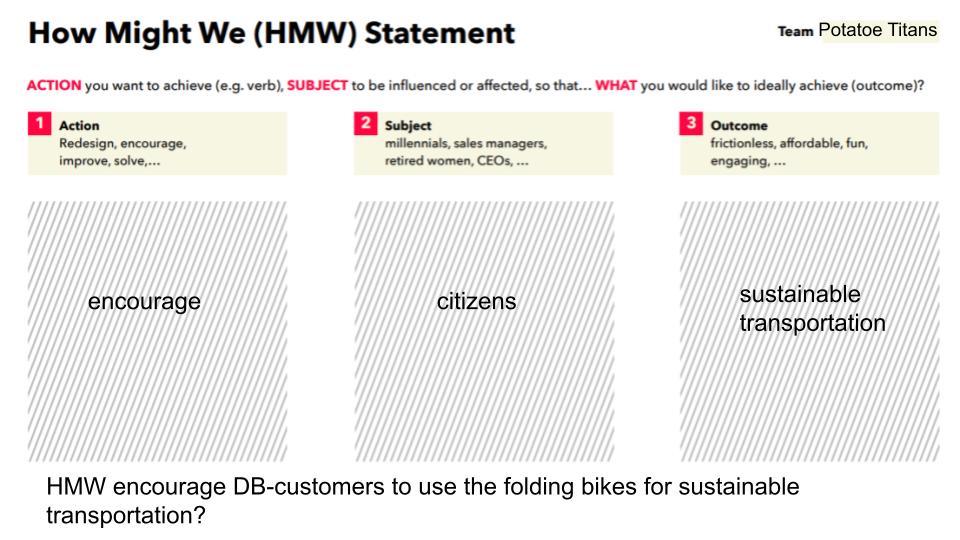 How Might We (HMW) Statement
Team Potatoe Titans
ACTION you want to achieve (e.g. verb), SUBJECT to be influenced or affected, so that... WHAT you would like to ideally achieve (outcome)?
1 Action
Redesign, encourage,
improve, solve,...
2 Subject
millennials, sales managers,
retired women, CEOs, ...
3 Outcome
frictionless, affordable, fun,
engaging, ...
encourage
citizens
sustainable
transportation
HMW encourage DB-customers to use the folding bikes for sustainable
transportation?